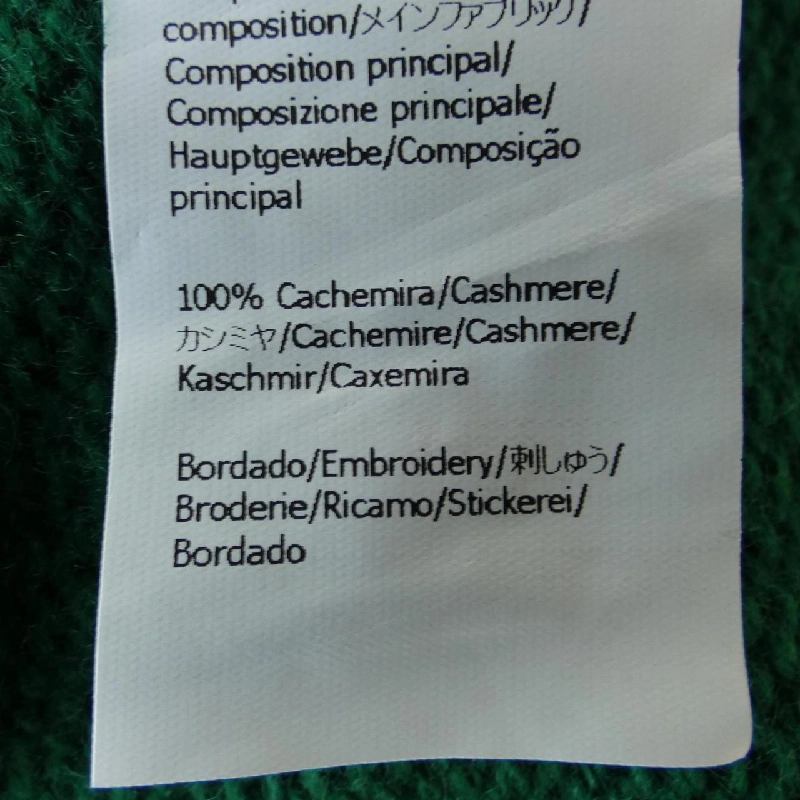 composition/メインファブリック/
Composition principal/
Composizione principale/
Hauptgewebe/Composição
principal
100% Cachemira/Cashmere/
カシミヤ/Cachemire/Cashmere/
Kaschmir/Caxemira
Bordado/Embroidery/刺しゅう/
Broderie/Ricamo/Stickerei/
Bordado